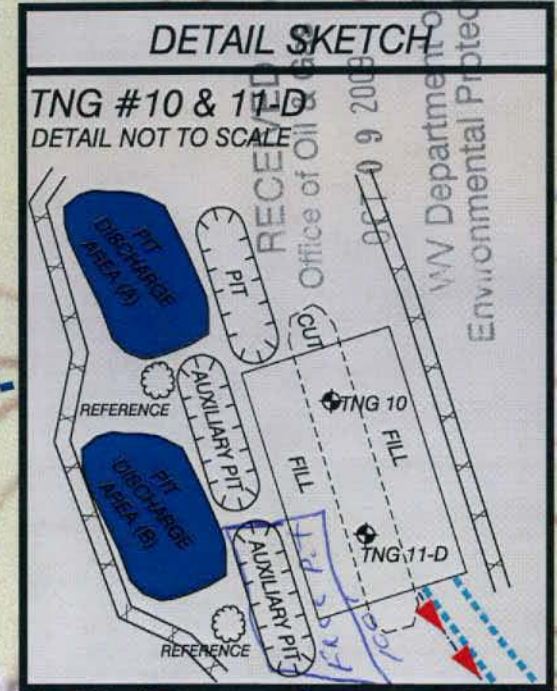 DETAIL SKETCH
TNG #10 & 11-D
DETAIL NOT TO SCALE
RECEIVED
Office of Oil & Gas
OCT 0 9 2009
WV Department o
Environmental Protec
PIT
DISCHARGE
AREA (A)
PIT
CUT
REFERENCE
AUXILIARY PIT
TNG 10
FILL
FILL
PIT
DISCHARGE
AREA (B)
TNG 11-D
AUXILIARY PIT
REFERENCE
Pit